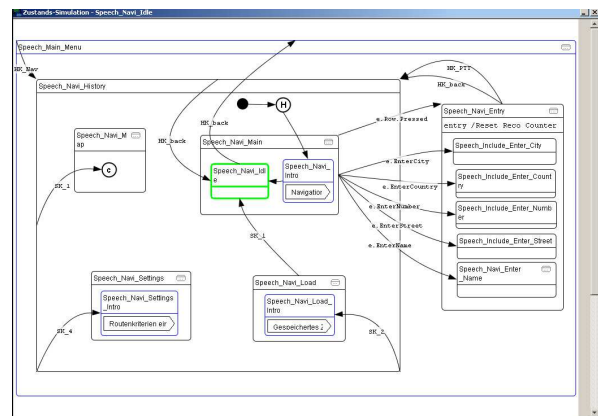 Zustands-Simulation - Speech_Navi_Idle
Speech_Main_Menu
HK_Nav
HK_PTT
HK_back
Speech_Navi_History
H
HK_back
Speech_Navi_Entry
entry /Reset Reco Counter
e.Row.Pressed
Speech_Navi_M
ap
HK_back
Speech_Navi_Main
Speech_Include_Enter_City
e.EnterCity
Speech_Navi_Idl
e
Speech_Navi_
Intro
Navigation
c
SK_1
e.EnterCountry
Speech_Include_Enter_Count
ry
e.EnterNumber
Speech_Include_Enter_Numb
er
e.EnterStreet
Speech_Include_Enter_Street
SK_1
e.EnterName
Speech_Navi_Enter
_Name
Speech_Navi_Settings
Speech_Navi_Settings
_Intro
Routenkriterien ein
SK_4
Speech_Navi_Load
Speech_Navi_Load_
Intro
Gespeichertes Z
SK_2